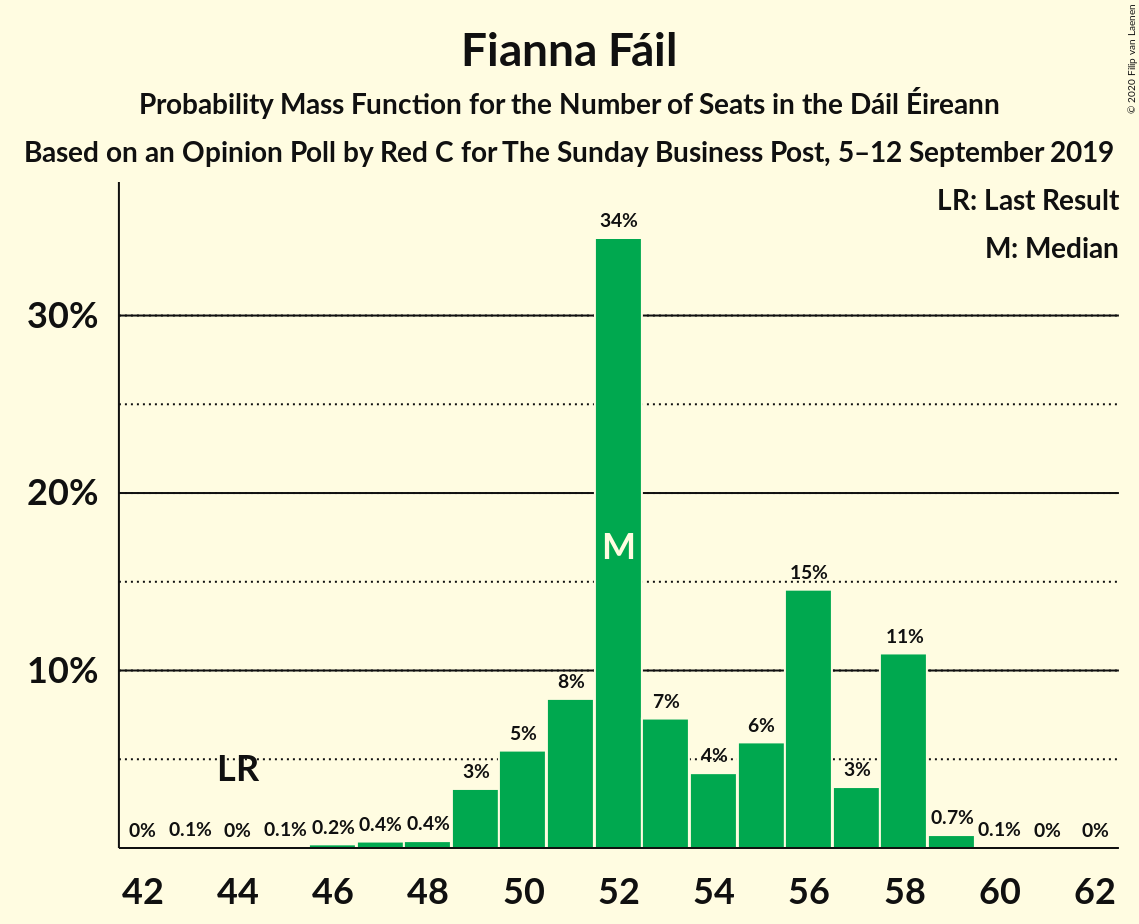 Fianna Fáil
Probability Mass Function for the Number of Seats in the Dáil Éireann
Based on an Opinion Poll by Red C for The Sunday Business Post, 5–12 September 2019
© 2020 Filip van Laenen
LR: Last Result
M: Median
30%
20%
10%
LR
M
0% 0.1% 0% 0.1% 0.2% 0.4% 0.4% 3% 5% 8% 34% 7% 4% 6% 15% 3% 11% 0.7% 0.1% 0% 0%
42 44 46 48 50 52 54 56 58 60 62